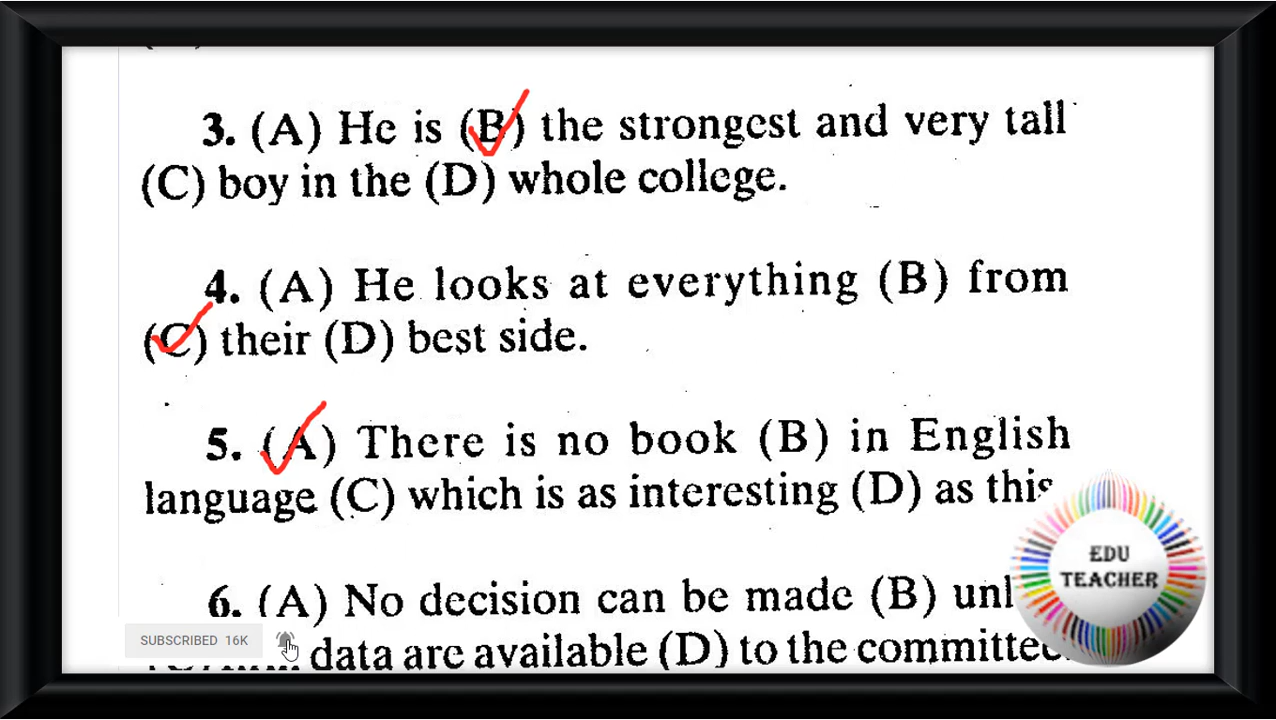 3. (A) He is (B) the strongest and very tall
(C) boy in the (D) whole college.
4. (A) He looks at everything (B) from
(C) their (D) best side.
5. (A) There is no book (B) in English
language (C) which is as interesting (D) as this
6. (A) No decision can be made (B)
data are available (D) to the committee.
EDU
TEACHER
SUBSCRIBED 16K